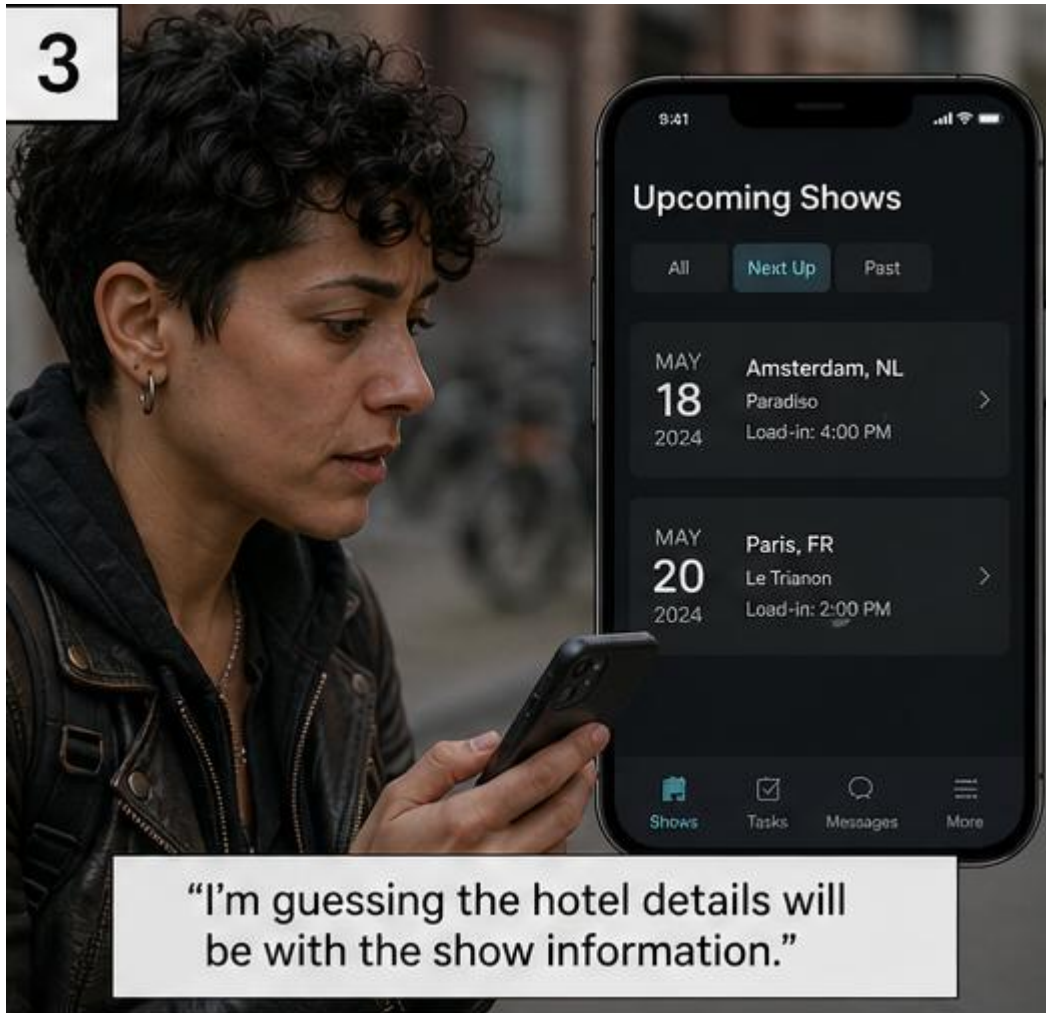 3
9:41
Upcoming Shows
All Next Up Past
MAY
18
2024
Amsterdam, NL
Paradiso
Load-in: 4:00 PM
MAY
20
2024
Paris, FR
Le Trianon
Load-in: 2:00 PM
Shows Tasks Messages More
“I’m guessing the hotel details will
be with the show information.”